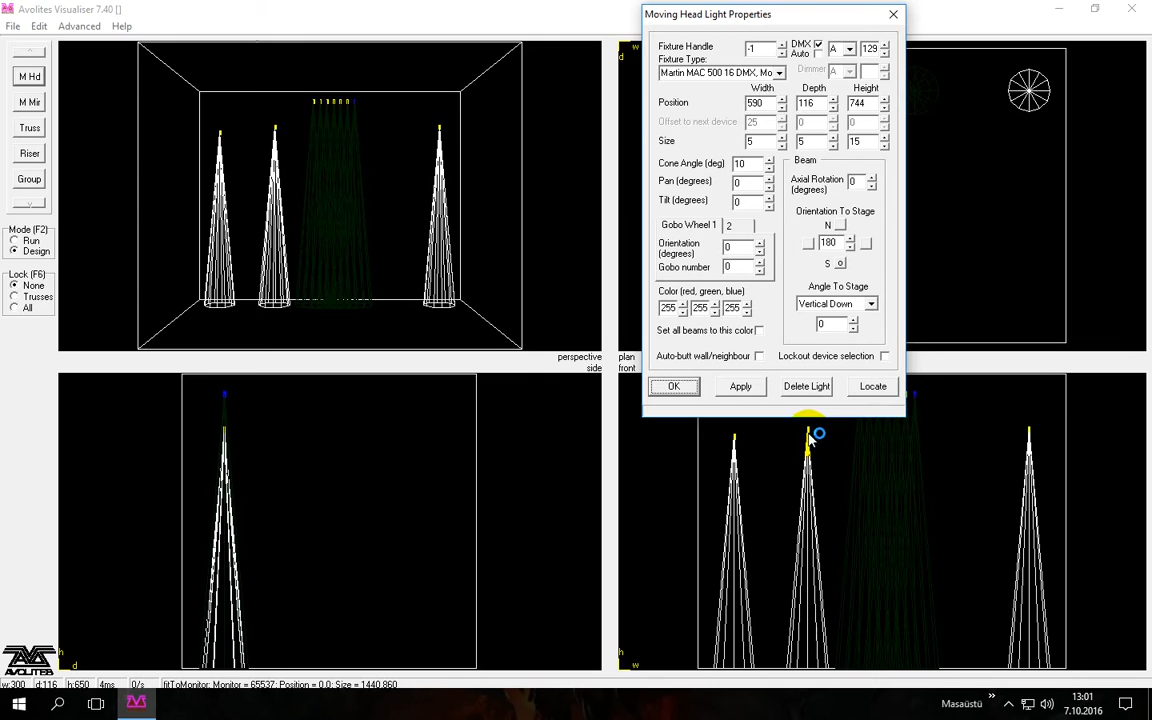 Avolites Visualiser 7.40 []
File Edit Advanced Help
^
M Hd
M Mir
Truss
Riser
Group
v
Mode (F2)
Run
Design
Lock (F6)
None
Trusses
All
perspective
side
w
d
plan
front
h
d
h
w
AVOLITES
Moving Head Light Properties
Fixture Handle -1 DMX A 129
Auto
Fixture Type:
Martin MAC 500 16 DMX, Mo
Dimmer A
Width Depth Height
Position 590 116 744
Offset to next device 25 0 0
Size 5 5 15
Cone Angle (deg) 10
Pan (degrees) 0
Tilt (degrees) 0
Gobo Wheel 1 2
Orientation (degrees) 0
Gobo number 0
Color (red, green, blue)
255 255 255
Set all beams to this color
Beam
Axial Rotation (degrees) 0
Orientation To Stage
N
180
S
Angle To Stage
Vertical Down
0
Auto-butt wall/neighbour Lockout device selection
OK Apply Delete Light Locate
w:300 d:116 h:650 4ms 0/s fitToMonitor: Monitor = 65537: Position = 0.0: Size = 1440.860
Masaüstü »
13:01
7.10.2016